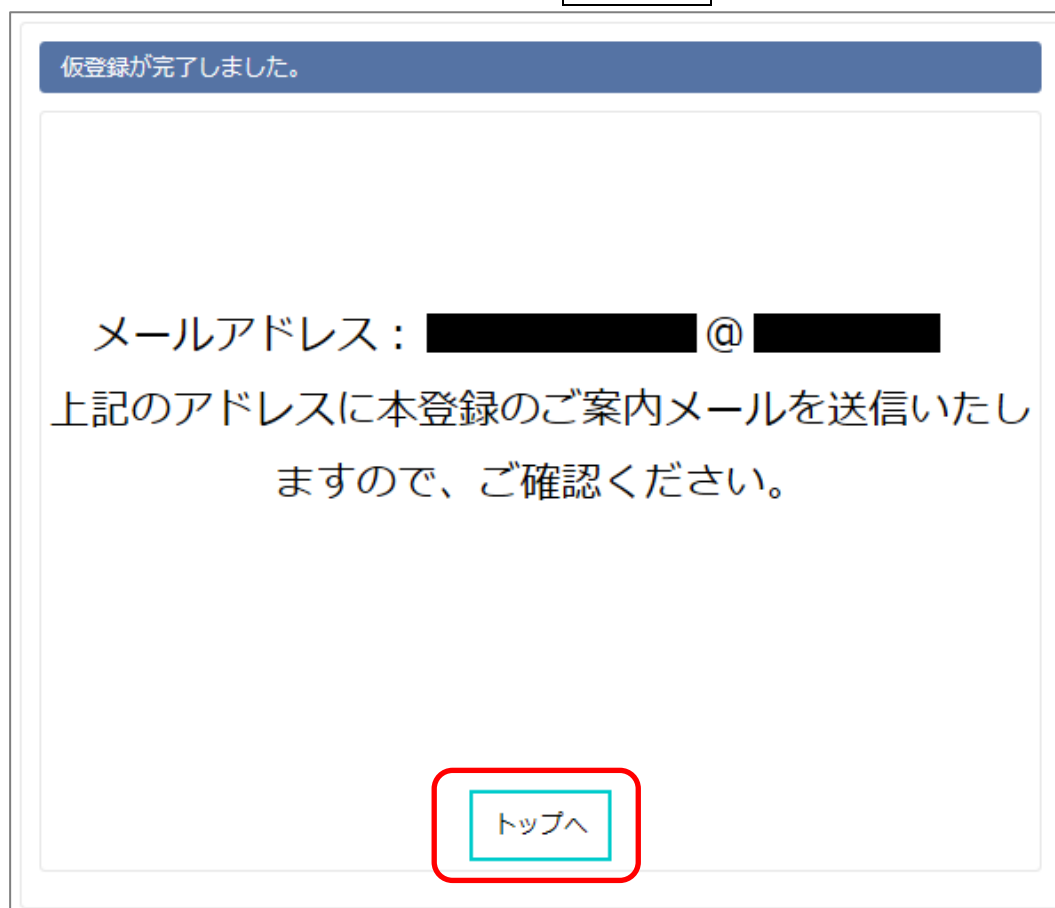 仮登録が完了しました。
メールアドレス： @
上記のアドレスに本登録のご案内メールを送信いたし
ますので、ご確認ください。
トップへ